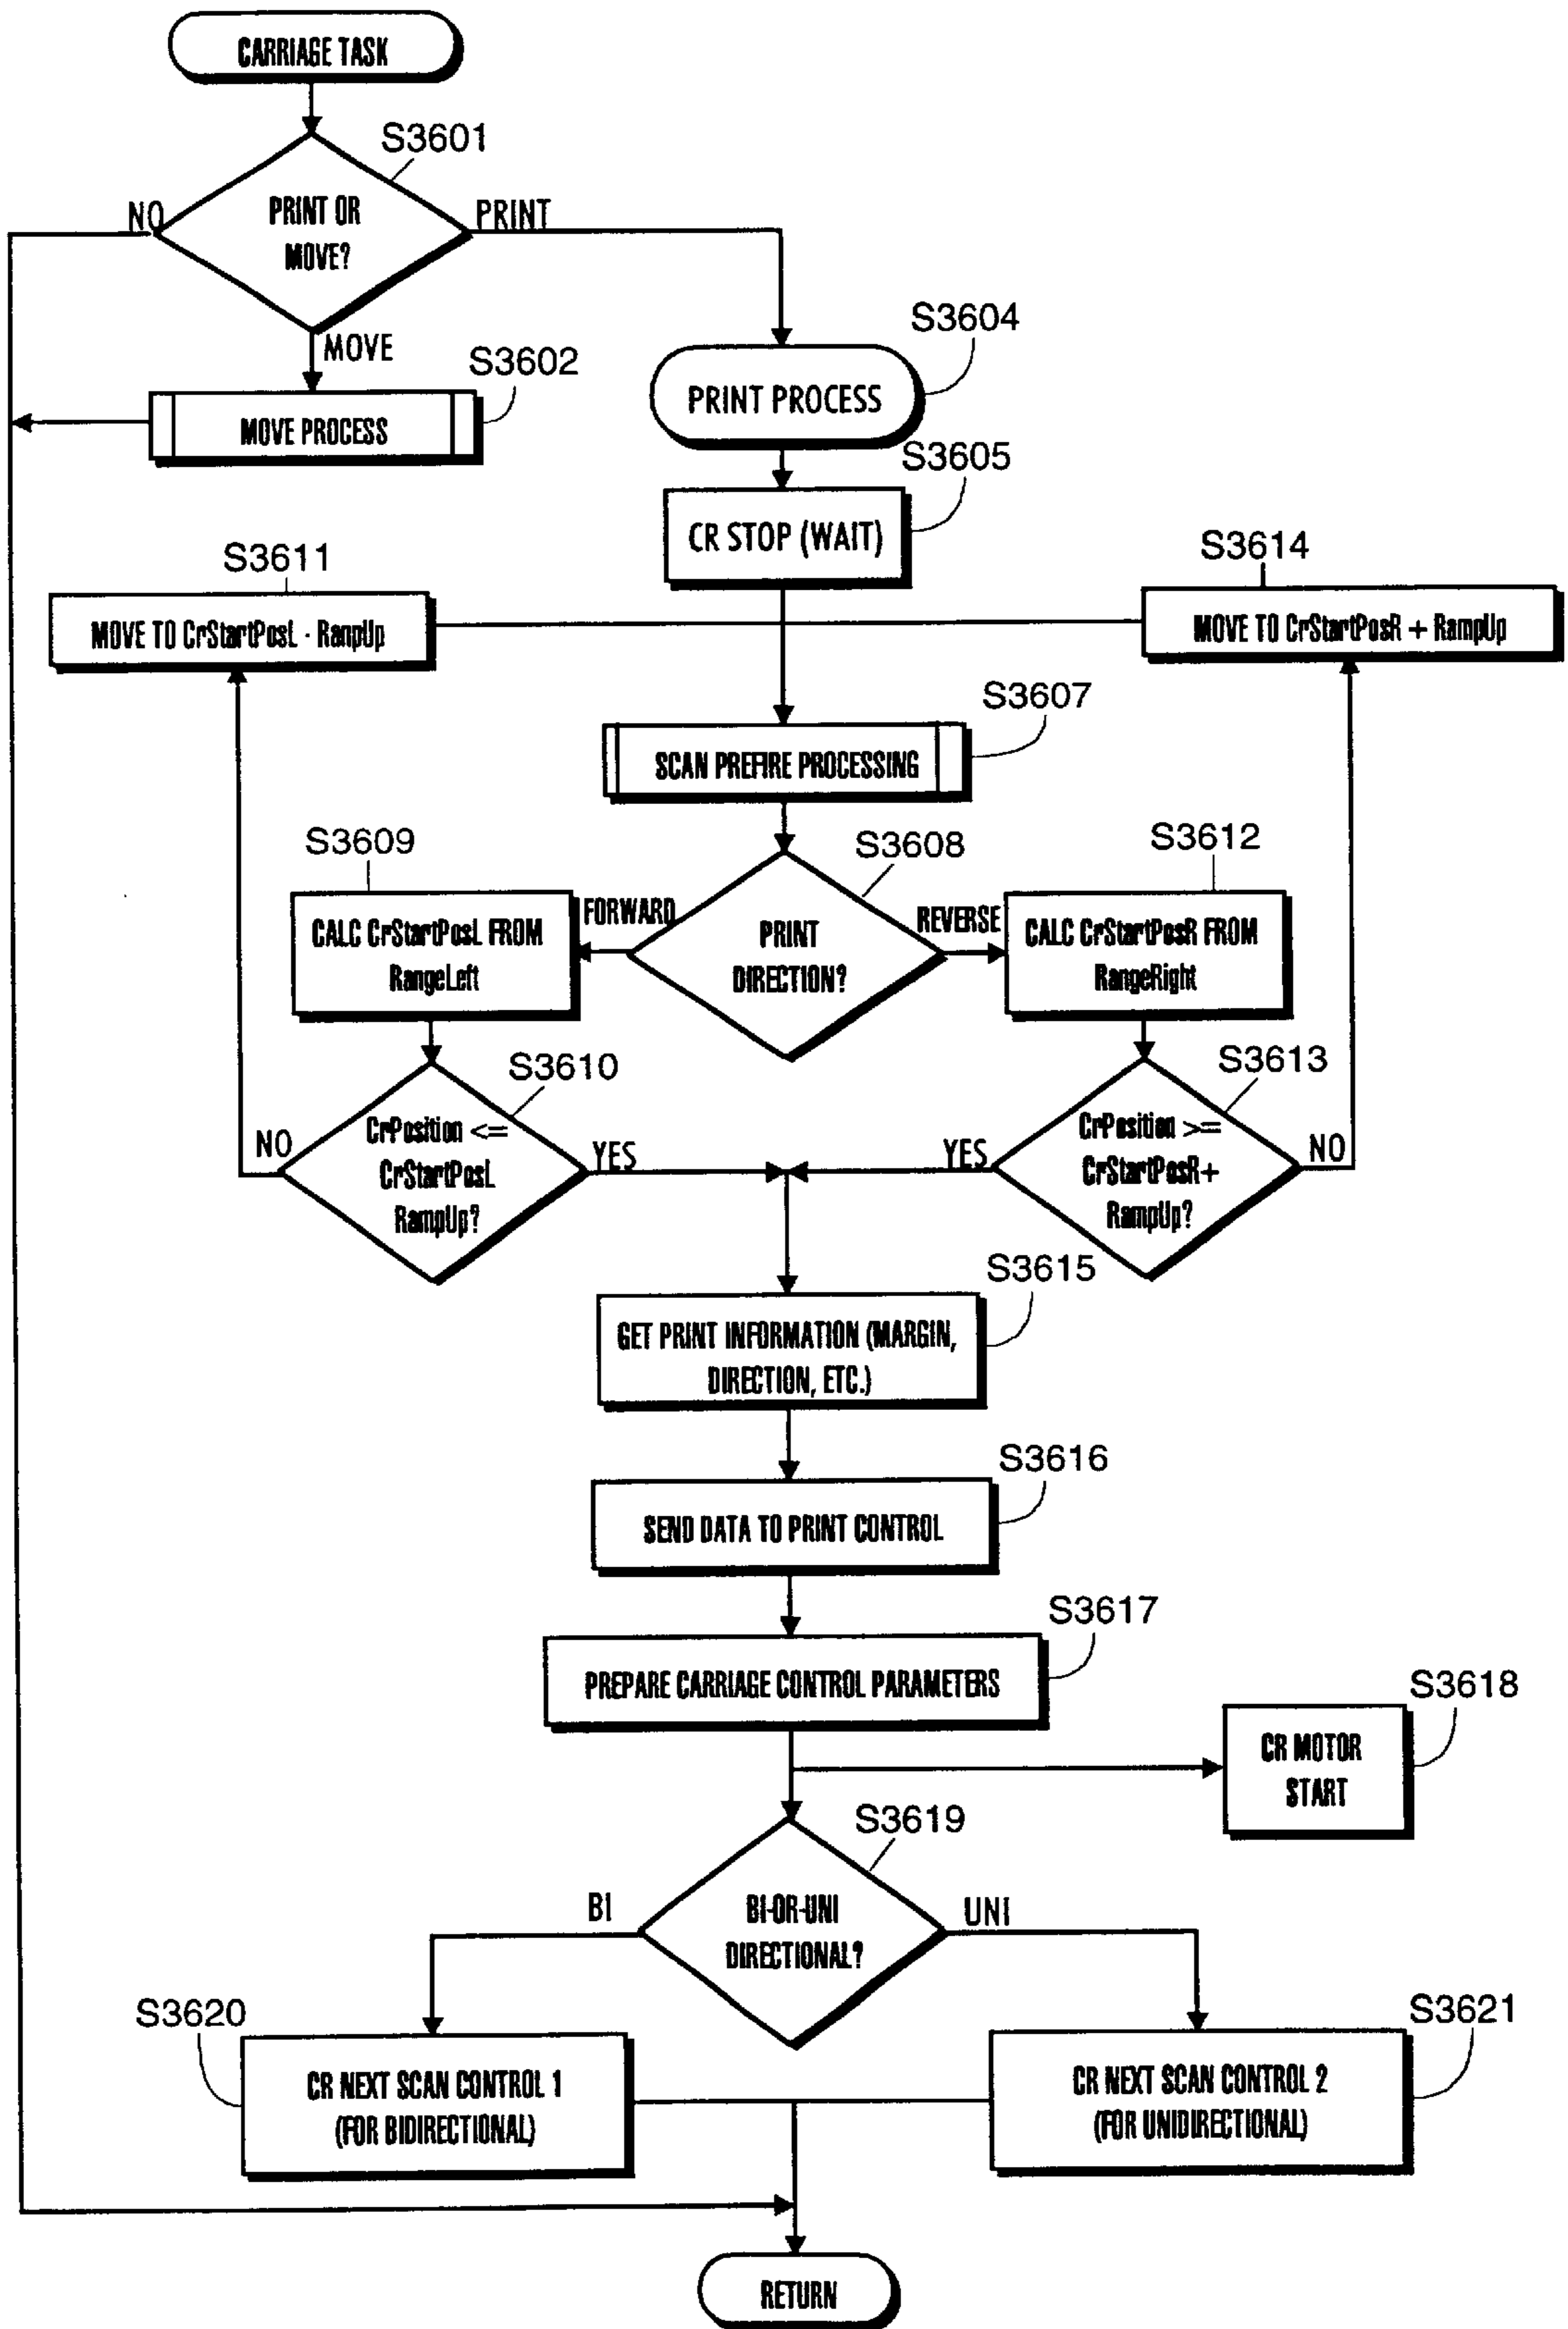 CARRIAGE TASK
S3601
PRINT OR
MOVE?
NO
PRINT
MOVE
S3602
MOVE PROCESS
S3604
PRINT PROCESS
S3605
CR STOP (WAIT)
S3611
MOVE TO CrStartPosL - RampUp
S3614
MOVE TO CrStartPosR + RampUp
S3607
SCAN PREFIRE PROCESSING
S3609
CALC CrStartPosL FROM
RangeLeft
FORWARD
S3608
PRINT
DIRECTION?
REVERSE
S3612
CALC CrStartPosR FROM
RangeRight
S3610
CrPosition <=
CrStartPosL
RampUp?
NO
YES
S3613
CrPosition >=
CrStartPosR+
RampUp?
YES
NO
S3615
GET PRINT INFORMATION (MARGIN,
DIRECTION, ETC.)
S3616
SEND DATA TO PRINT CONTROL
S3617
PREPARE CARRIAGE CONTROL PARAMETERS
S3618
CR MOTOR
START
S3619
BI-OR-UNI
DIRECTIONAL?
BI
UNI
S3620
CR NEXT SCAN CONTROL 1
(FOR BIDIRECTIONAL)
S3621
CR NEXT SCAN CONTROL 2
(FOR UNIDIRECTIONAL)
RETURN